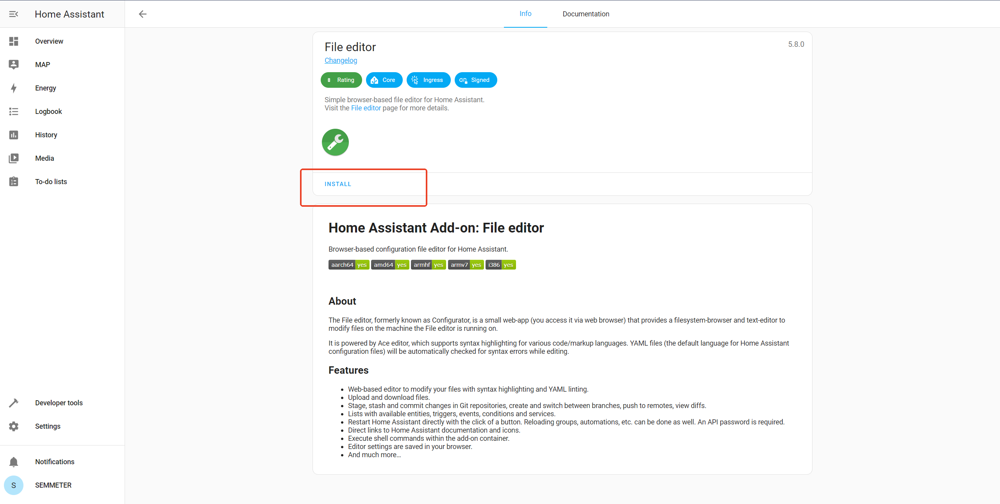 Home Assistant
Info
Documentation
Overview
MAP
Energy
Logbook
History
Media
To-do lists
Developer tools
Settings
Notifications
S
SEMMETER
File editor
5.8.0
Changelog
8 Rating
Core
Ingress
Signed
Simple browser-based file editor for Home Assistant.
Visit the File editor page for more details.
INSTALL
Home Assistant Add-on: File editor
Browser-based configuration file editor for Home Assistant.
aarch64 yes amd64 yes armhf yes armv7 yes i386 yes
About
The File editor, formerly known as Configurator, is a small web-app (you access it via web browser) that provides a filesystem-browser and text-editor to
modify files on the machine the File editor is running on.
It is powered by Ace editor, which supports syntax highlighting for various code/markup languages. YAML files (the default language for Home Assistant
configuration files) will be automatically checked for syntax errors while editing.
Features
• Web-based editor to modify your files with syntax highlighting and YAML linting.
• Upload and download files.
• Stage, stash and commit changes in Git repositories, create and switch between branches, push to remotes, view diffs.
• Lists with available entities, triggers, events, conditions and services.
• Restart Home Assistant directly with the click of a button. Reloading groups, automations, etc. can be done as well. An API password is required.
• Direct links to Home Assistant documentation and icons.
• Execute shell commands within the add-on container.
• Editor settings are saved in your browser.
• And much more…